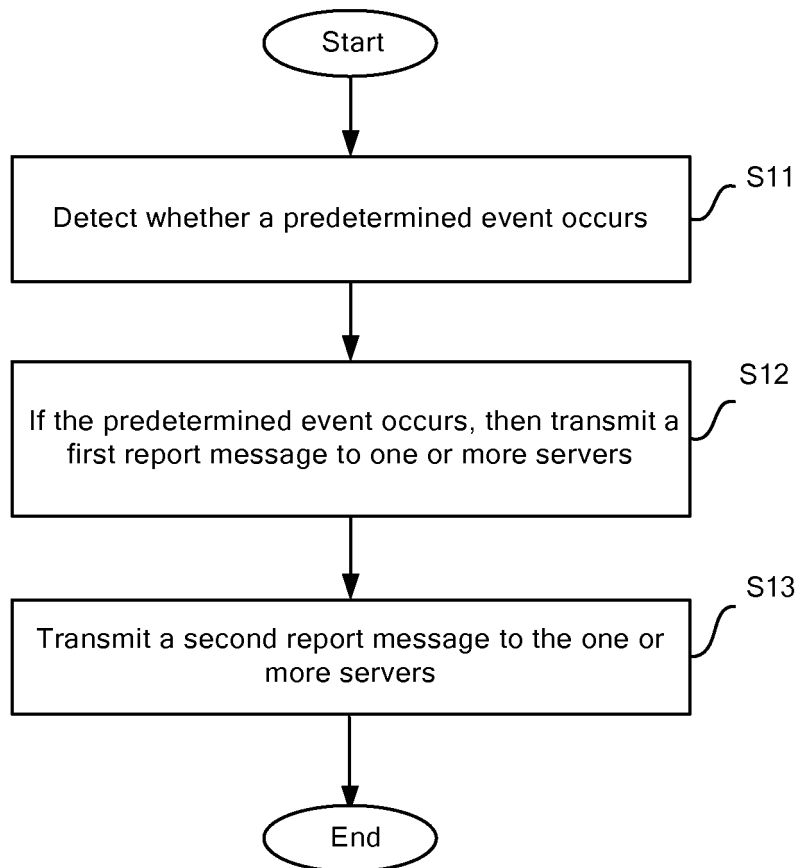 Start
S11
Detect whether a predetermined event occurs
S12
If the predetermined event occurs, then transmit a
first report message to one or more servers
S13
Transmit a second report message to the one or
more servers
End